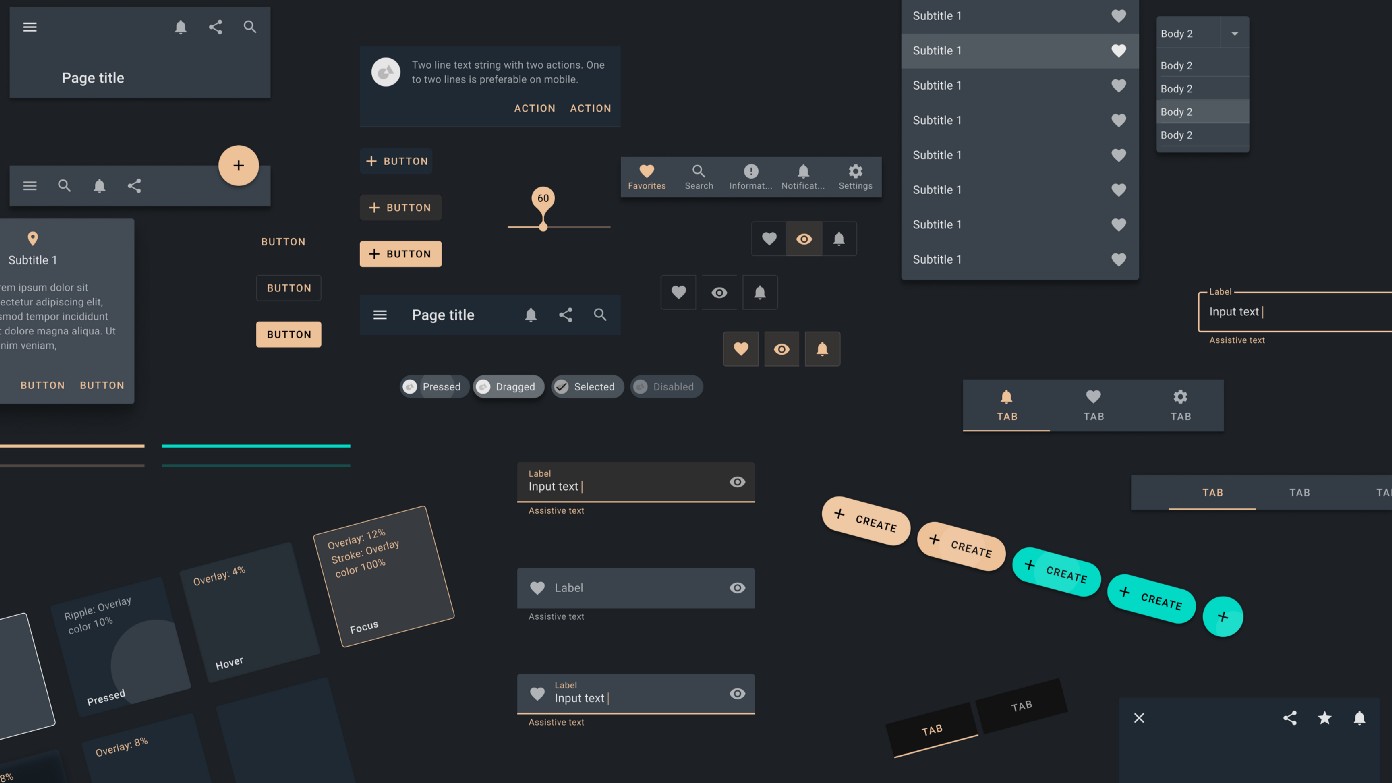 Page title
Subtitle 1
rem ipsum dolor sit
sectetur adipiscing elit,
smod tempor incididunt
t dolore magna aliqua. Ut
nim veniam,
BUTTON BUTTON
BUTTON
BUTTON
BUTTON
Two line text string with two actions. One
to two lines is preferable on mobile.
ACTION ACTION
BUTTON
BUTTON
BUTTON
60
Page title
Pressed Dragged Selected Disabled
Favorites Search Informat... Notificat... Settings
Subtitle 1
Subtitle 1
Subtitle 1
Subtitle 1
Subtitle 1
Subtitle 1
Subtitle 1
Subtitle 1
Body 2
Body 2
Body 2
Body 2
Body 2
Label
Input text
Assistive text
TAB TAB TAB
TAB TAB TA
Label
Input text
Assistive text
Label
Assistive text
Label
Input text
Assistive text
CREATE
CREATE
CREATE
CREATE
TAB TAB
Overlay: 12%
Stroke: Overlay
color 100%
Focus
Overlay: 4%
Hover
Ripple: Overlay
color 10%
Pressed
Overlay: 8%
8%